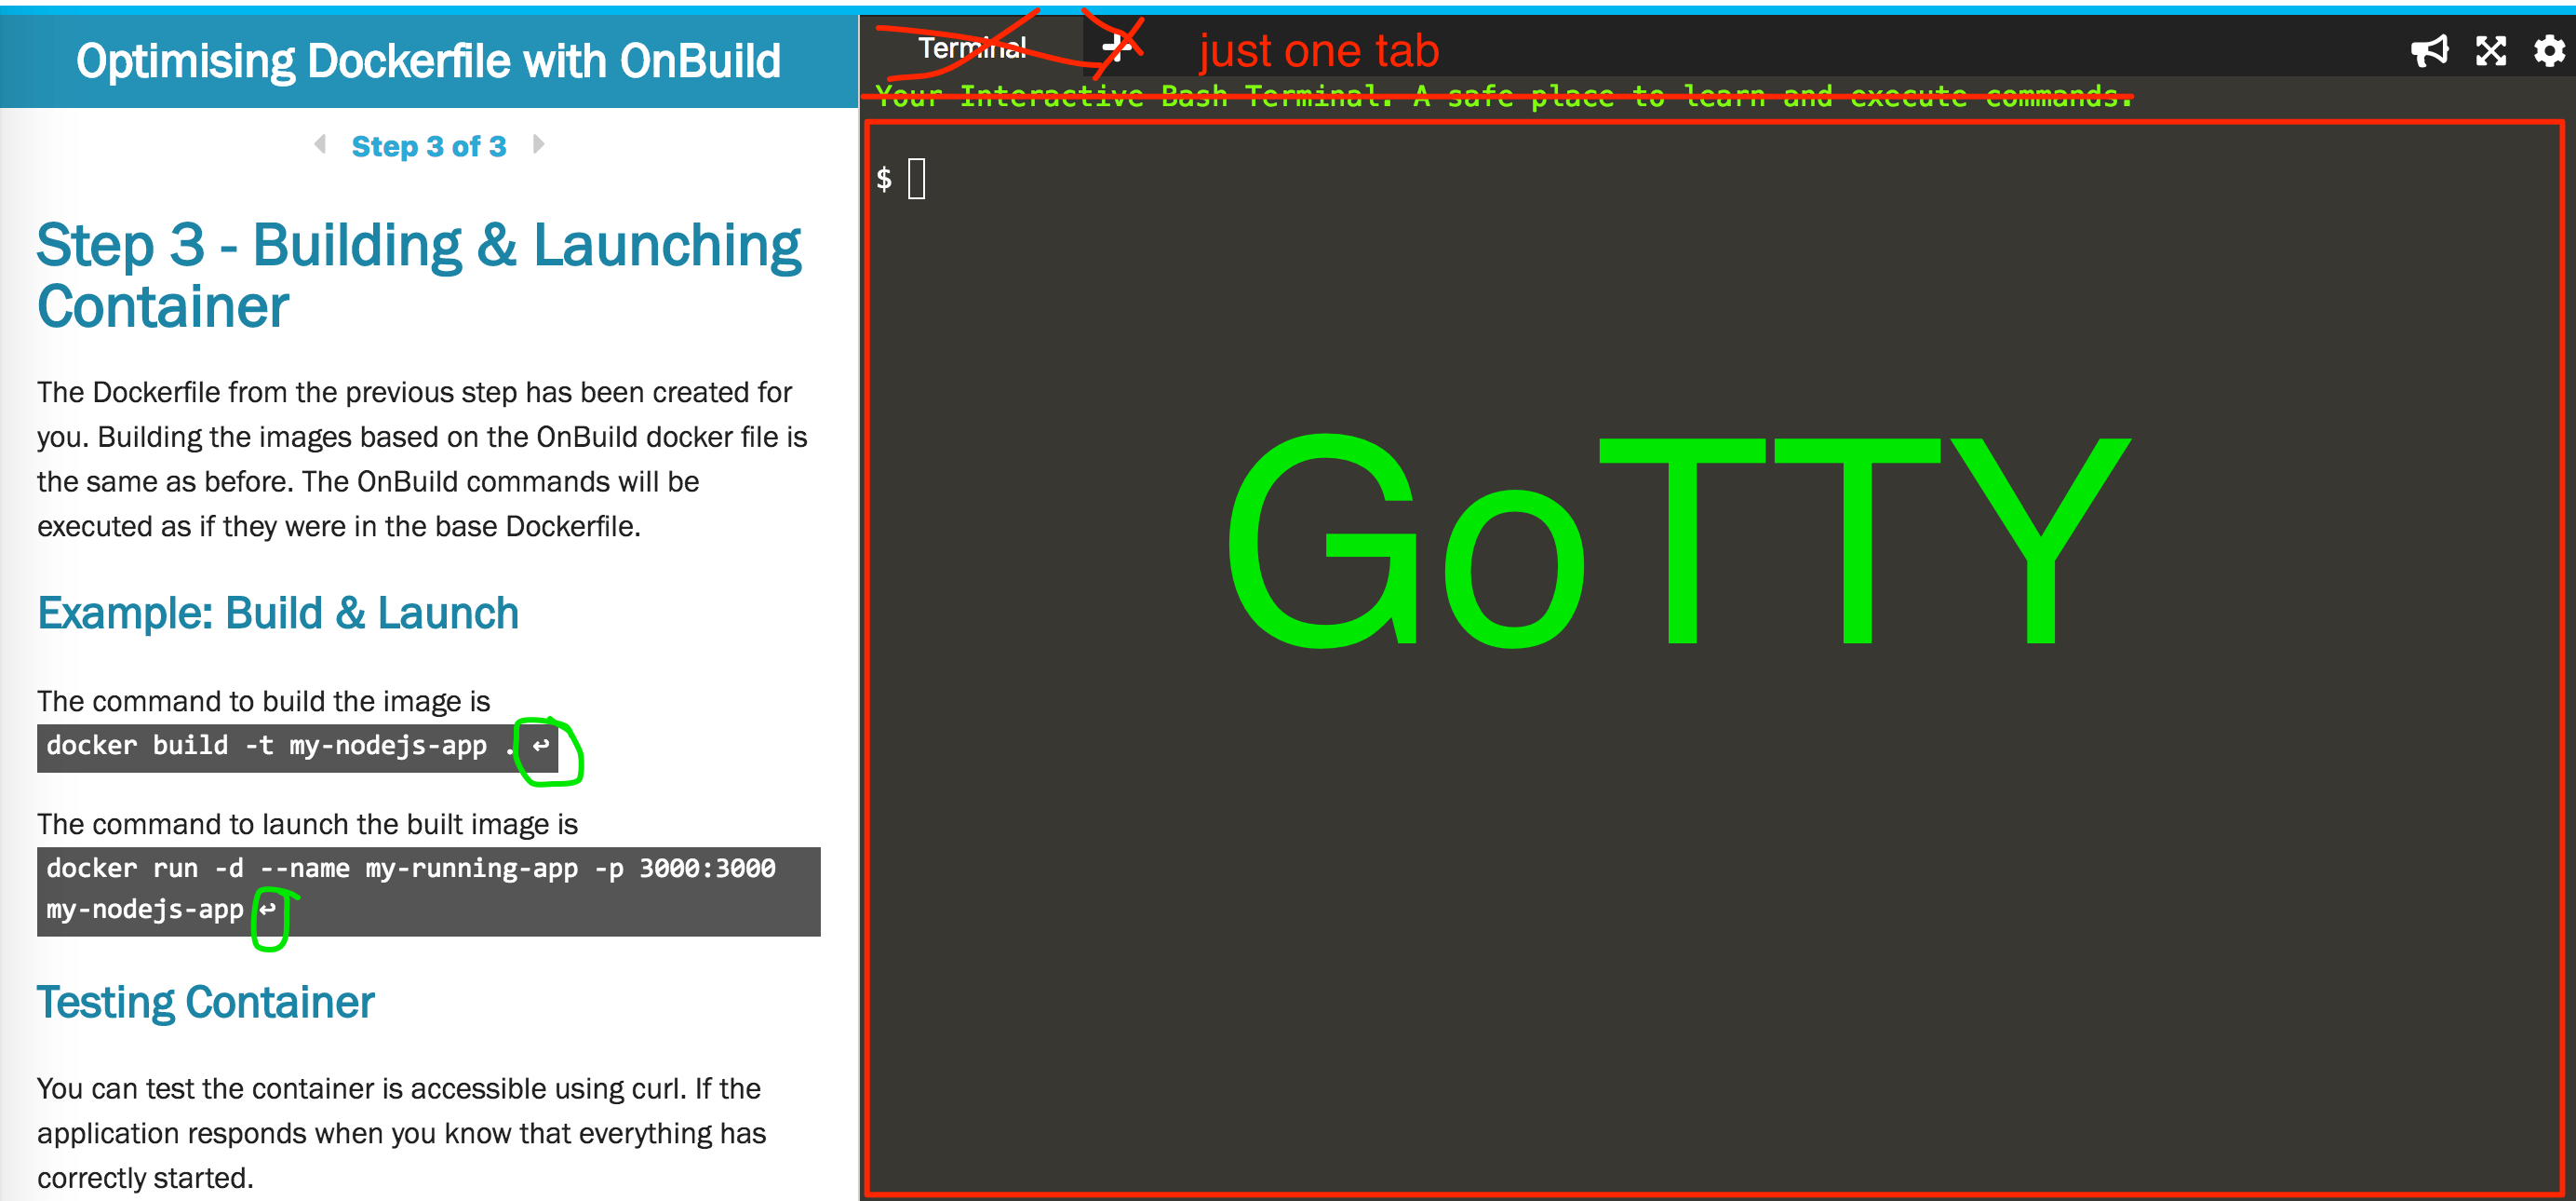 Optimising Dockerfile with OnBuild
Step 3 of 3
Step 3 - Building & Launching
Container
The Dockerfile from the previous step has been created for
you. Building the images based on the OnBuild docker file is
the same as before. The OnBuild commands will be
executed as if they were in the base Dockerfile.
Example: Build & Launch
The command to build the image is
docker build -t my-nodejs-app . ↩
The command to launch the built image is
docker run -d --name my-running-app -p 3000:3000
my-nodejs-app ↩
Testing Container
You can test the container is accessible using curl. If the
application responds when you know that everything has
correctly started.
Terminal +
just one tab
Your Interactive Bash Terminal. A safe place to learn and execute commands.
$
GoTTY